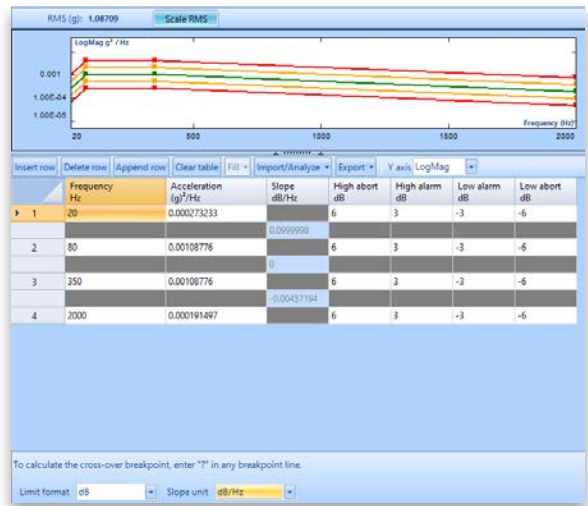 RMS (g): 1.08709 Scale RMS
LogMag g² / Hz
0.001
1.00E-04
1.00E-06
Frequency (Hz)
20 500 1000 1500 2000
Insert row Delete row Append row Clear table Fill Import/Analyze Export Y axis LogMag
Frequency Hz Acceleration (g)²/Hz Slope dB/Hz High abort dB High alarm dB Low alarm dB Low abort dB
1 20 0.000273233 6 3 -3 -6
0.0999998
2 80 0.00108776 6 3 -3 -6
0
3 350 0.00108776 6 3 -3 -6
-0.00457194
4 2000 0.000191497 6 3 -3 -6
To calculate the cross-over breakpoint, enter "?" in any breakpoint line.
Limit format dB Slope unit dB/Hz